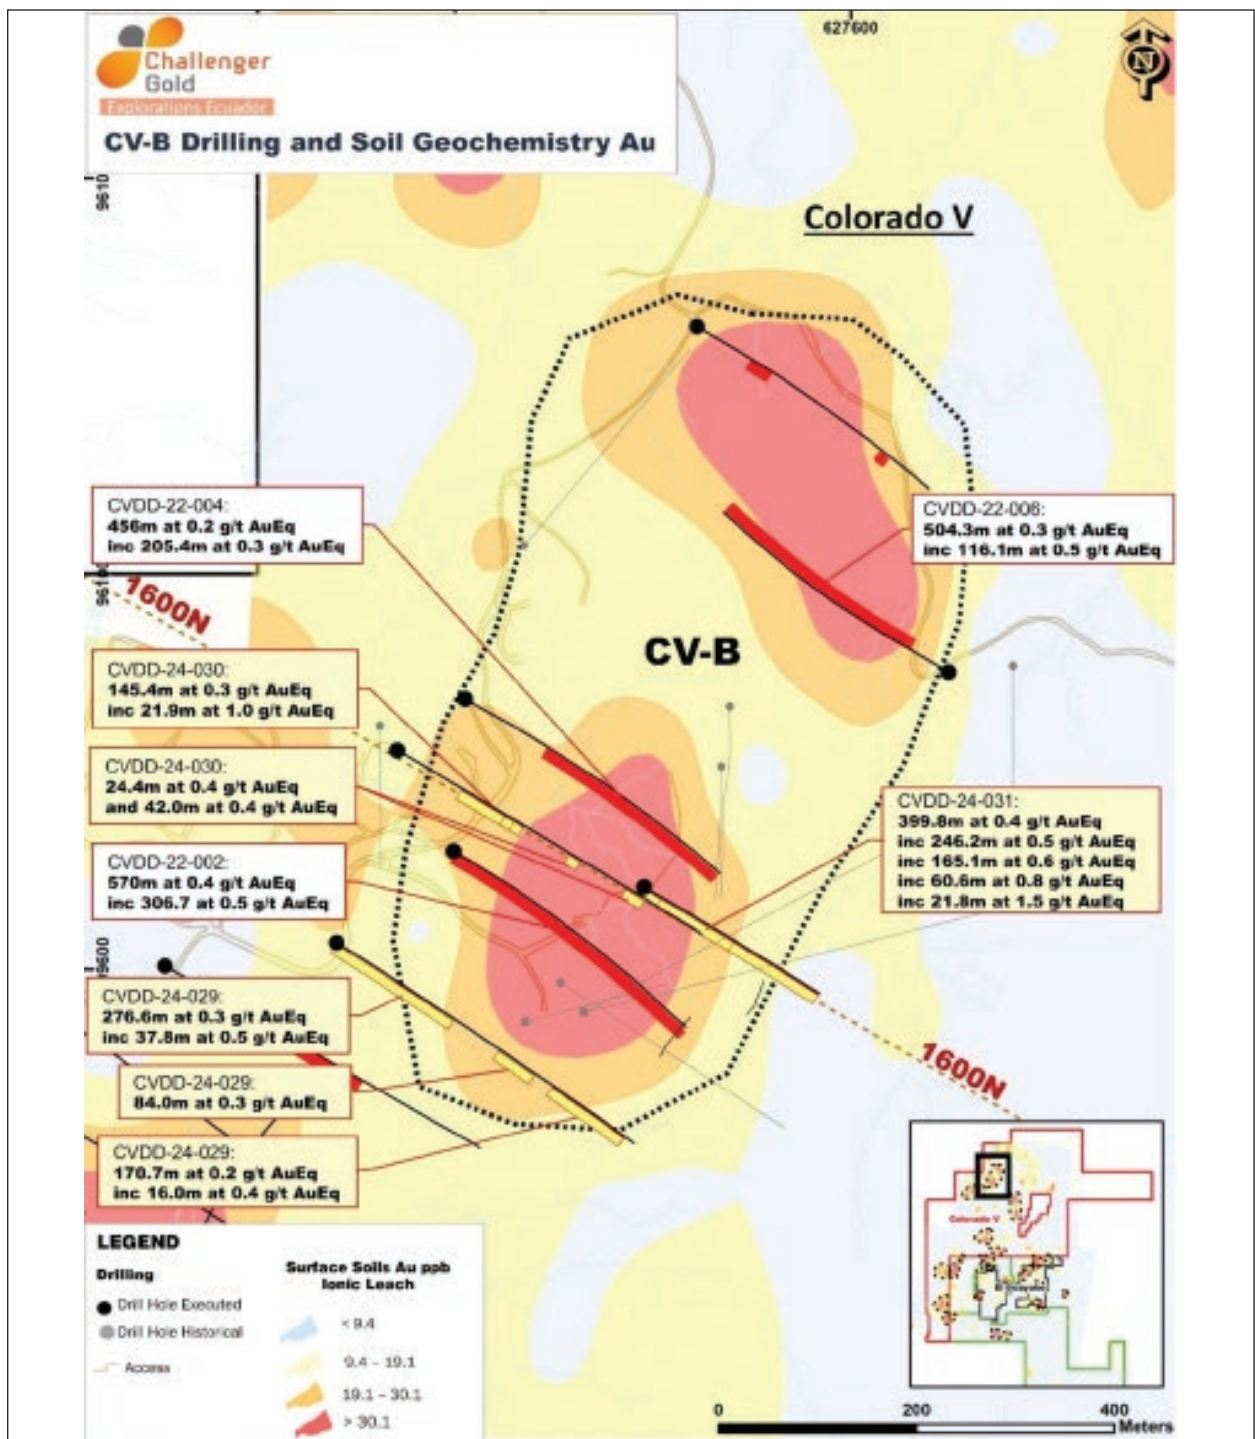 627600
Challenger
Gold
Explorations Ecuador
CV-B Drilling and Soil Geochemistry Au
N
9610
Colorado V
CVDD-22-004:
456m at 0.2 g/t AuEq
inc 205.4m at 0.3 g/t AuEq
CVDD-22-006:
504.3m at 0.3 g/t AuEq
inc 116.1m at 0.5 g/t AuEq
96100
1600N
CV-B
CVDD-24-030:
145.4m at 0.3 g/t AuEq
inc 21.9m at 1.0 g/t AuEq
CVDD-24-030:
24.4m at 0.4 g/t AuEq
and 42.0m at 0.4 g/t AuEq
CVDD-24-031:
399.8m at 0.4 g/t AuEq
inc 246.2m at 0.5 g/t AuEq
inc 165.1m at 0.6 g/t AuEq
inc 60.6m at 0.8 g/t AuEq
inc 21.8m at 1.5 g/t AuEq
CVDD-22-002:
570m at 0.4 g/t AuEq
inc 306.7 at 0.5 g/t AuEq
9600
CVDD-24-029:
276.6m at 0.3 g/t AuEq
inc 37.8m at 0.5 g/t AuEq
1600N
CVDD-24-029:
84.0m at 0.3 g/t AuEq
CVDD-24-029:
170.7m at 0.2 g/t AuEq
inc 16.0m at 0.4 g/t AuEq
Colorado V
LEGEND
Drilling
Drill Hole Executed
Drill Hole Historical
Access
Surface Soils Au ppb
Ionic Leach
< 9.4
9.4 - 19.1
19.1 - 30.1
> 30.1
0 200 400
Meters